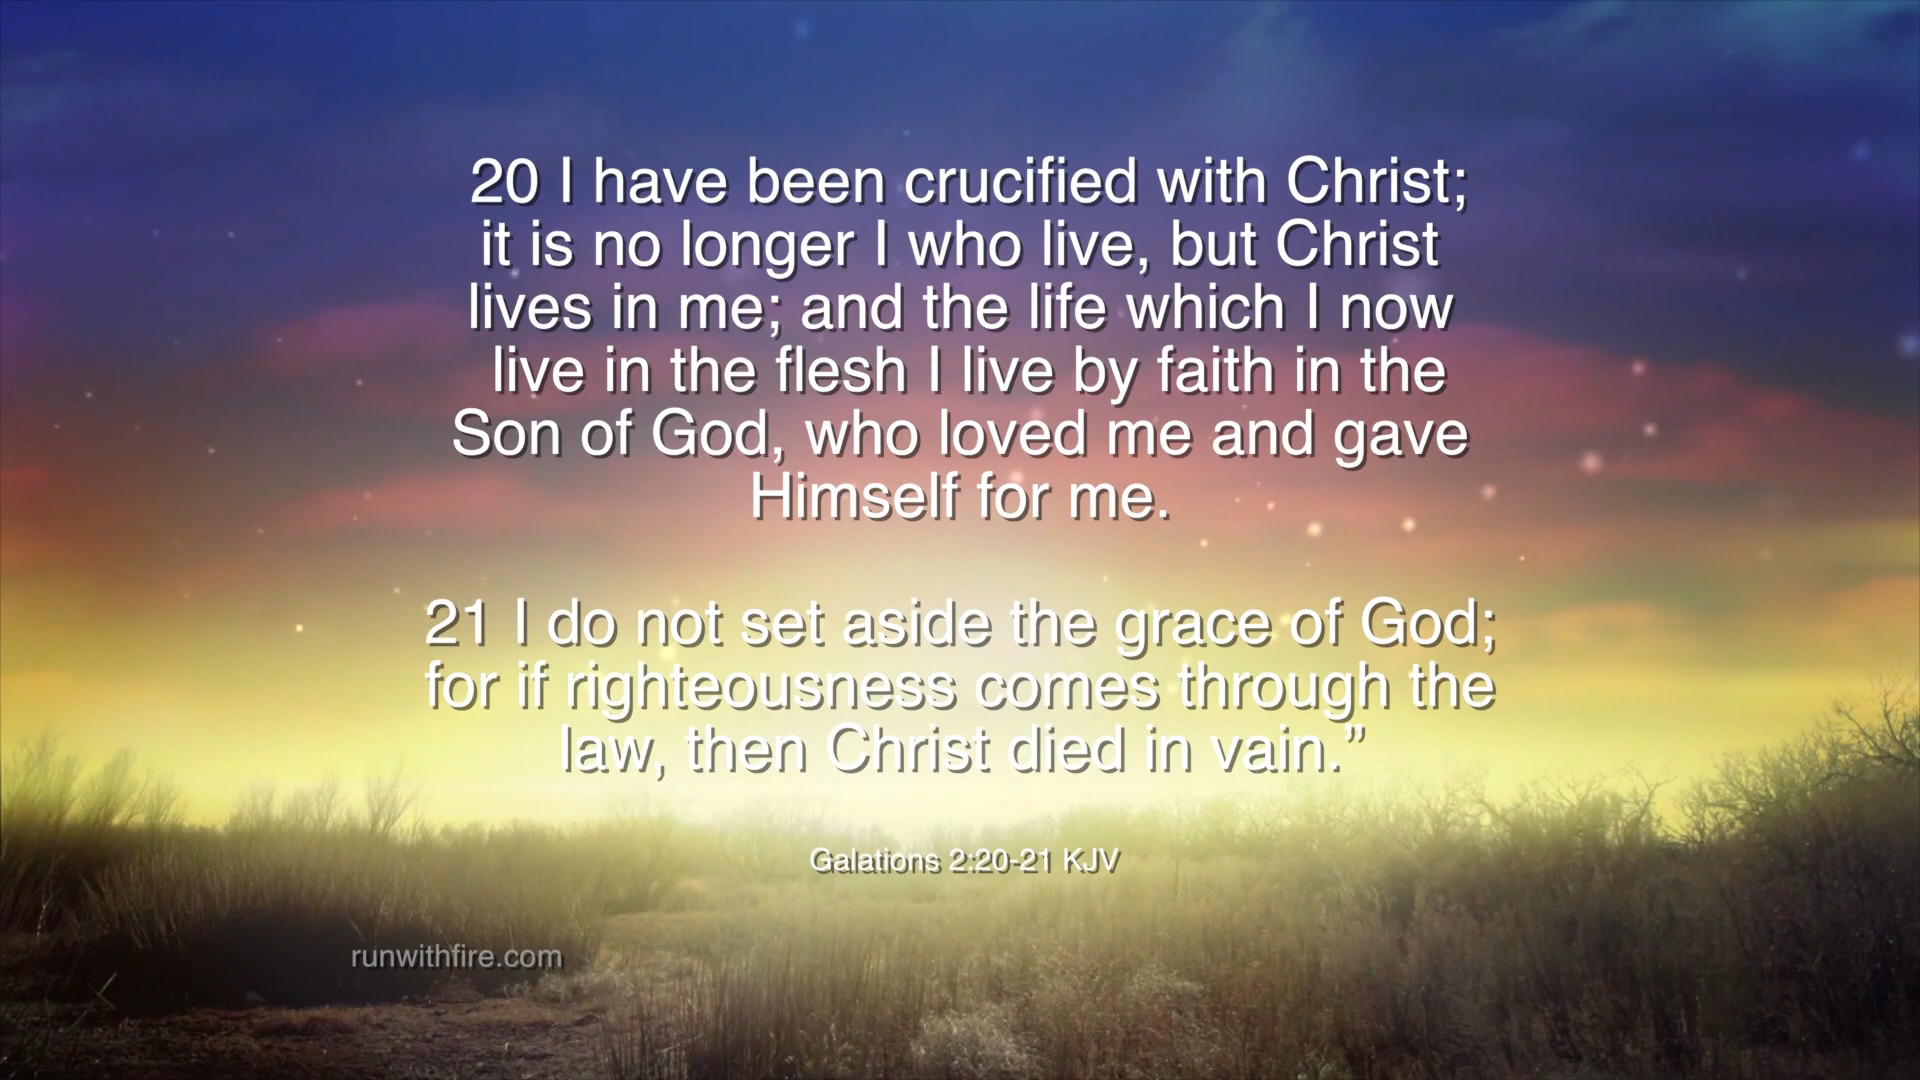 20 I have been crucified with Christ;
it is no longer I who live, but Christ
lives in me; and the life which I now
live in the flesh I live by faith in the
Son of God, who loved me and gave
Himself for me.
21 I do not set aside the grace of God;
for if righteousness comes through the
law, then Christ died in vain.”
Galations 2:20-21 KJV
runwithfire.com